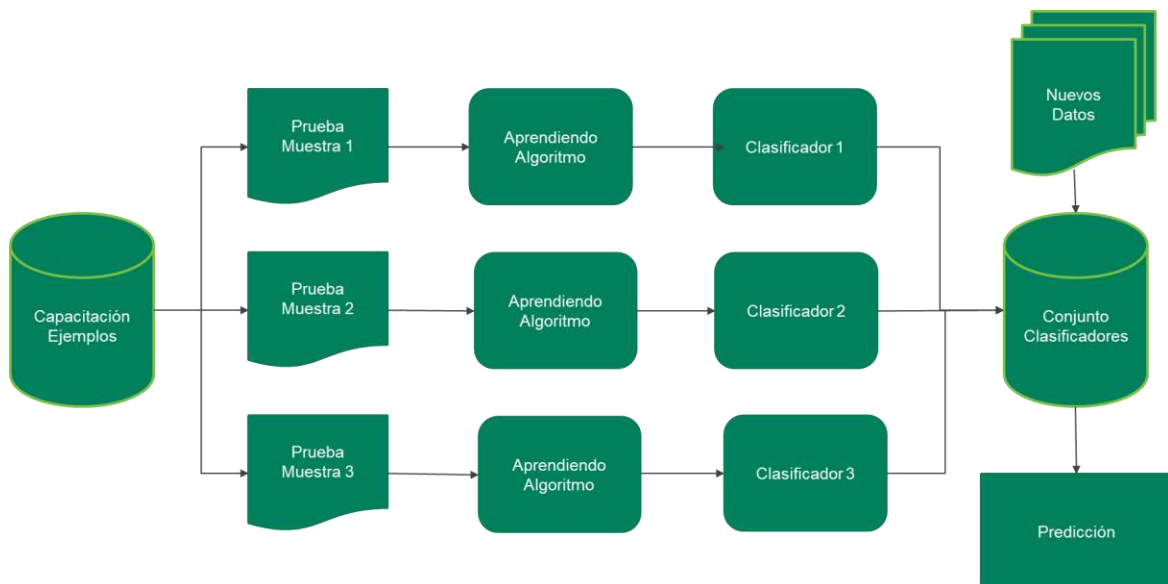 Nuevos
Datos
Prueba
Muestra 1
Aprendiendo
Algoritmo
Clasificador 1
Capacitación
Ejemplos
Prueba
Muestra 2
Aprendiendo
Algoritmo
Clasificador 2
Conjunto
Clasificadores
Prueba
Muestra 3
Aprendiendo
Algoritmo
Clasificador 3
Predicción